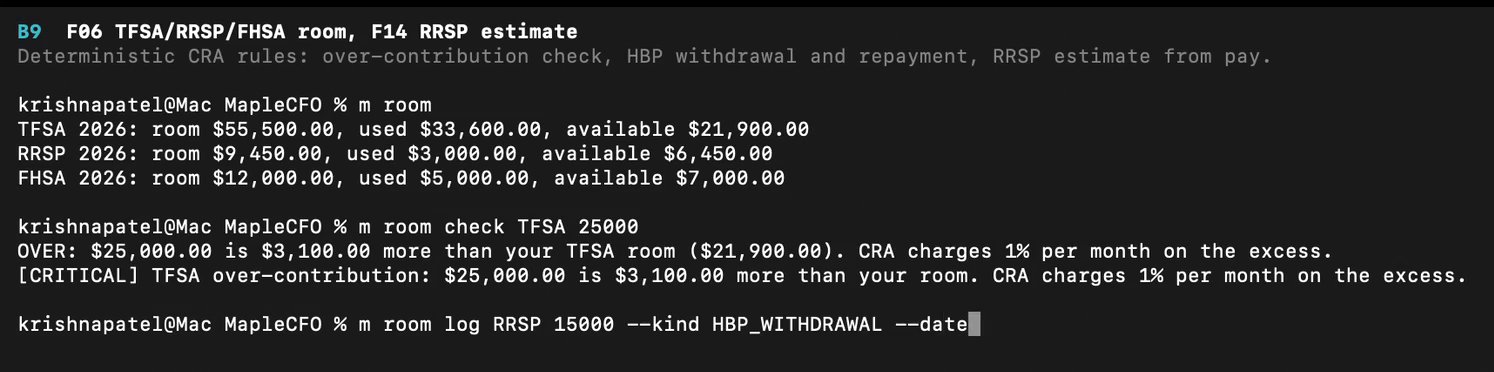 B9  F06 TFSA/RRSP/FHSA room, F14 RRSP estimate
Deterministic CRA rules: over-contribution check, HBP withdrawal and repayment, RRSP estimate from pay.
krishnapatel@Mac MapleCFO % m room
TFSA 2026: room $55,500.00, used $33,600.00, available $21,900.00
RRSP 2026: room $9,450.00, used $3,000.00, available $6,450.00
FHSA 2026: room $12,000.00, used $5,000.00, available $7,000.00
krishnapatel@Mac MapleCFO % m room check TFSA 25000
OVER: $25,000.00 is $3,100.00 more than your TFSA room ($21,900.00). CRA charges 1% per month on the excess.
[CRITICAL] TFSA over-contribution: $25,000.00 is $3,100.00 more than your room. CRA charges 1% per month on the excess.
krishnapatel@Mac MapleCFO % m room log RRSP 15000 --kind HBP_WITHDRAWAL --date